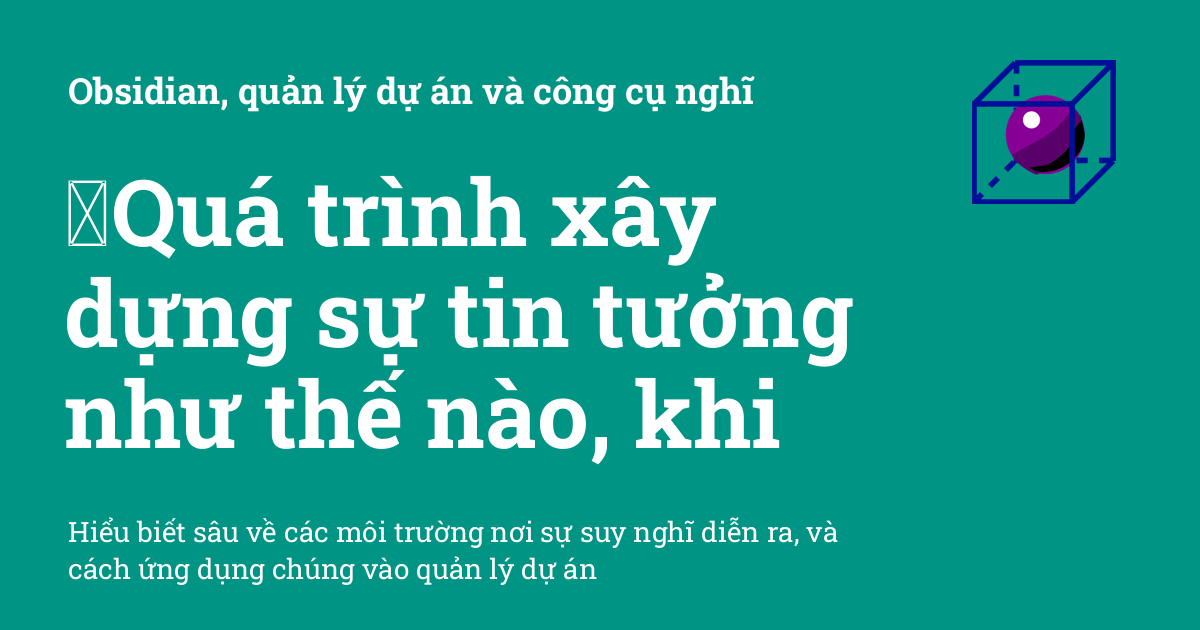 Obsidian, quản lý dự án và công cụ nghĩ
Quá trình xây
dựng sự tin tưởng
như thế nào, khi
Hiểu biết sâu về các môi trường nơi sự suy nghĩ diễn ra, và
cách ứng dụng chúng vào quản lý dự án